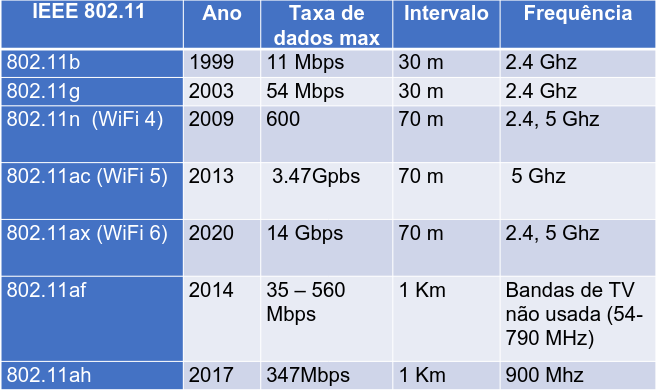 IEEE 802.11 Ano Taxa de Intervalo Frequência
dados max
802.11b 1999 11 Mbps 30 m 2.4 Ghz
802.11g 2003 54 Mbps 30 m 2.4 Ghz
802.11n (WiFi 4) 2009 600 70 m 2.4, 5 Ghz
802.11ac (WiFi 5) 2013 3.47Gpbs 70 m 5 Ghz
802.11ax (WiFi 6) 2020 14 Gbps 70 m 2.4, 5 Ghz
802.11af 2014 35 – 560 1 Km Bandas de TV
Mbps não usada (54-
790 MHz)
802.11ah 2017 347Mbps 1 Km 900 Mhz